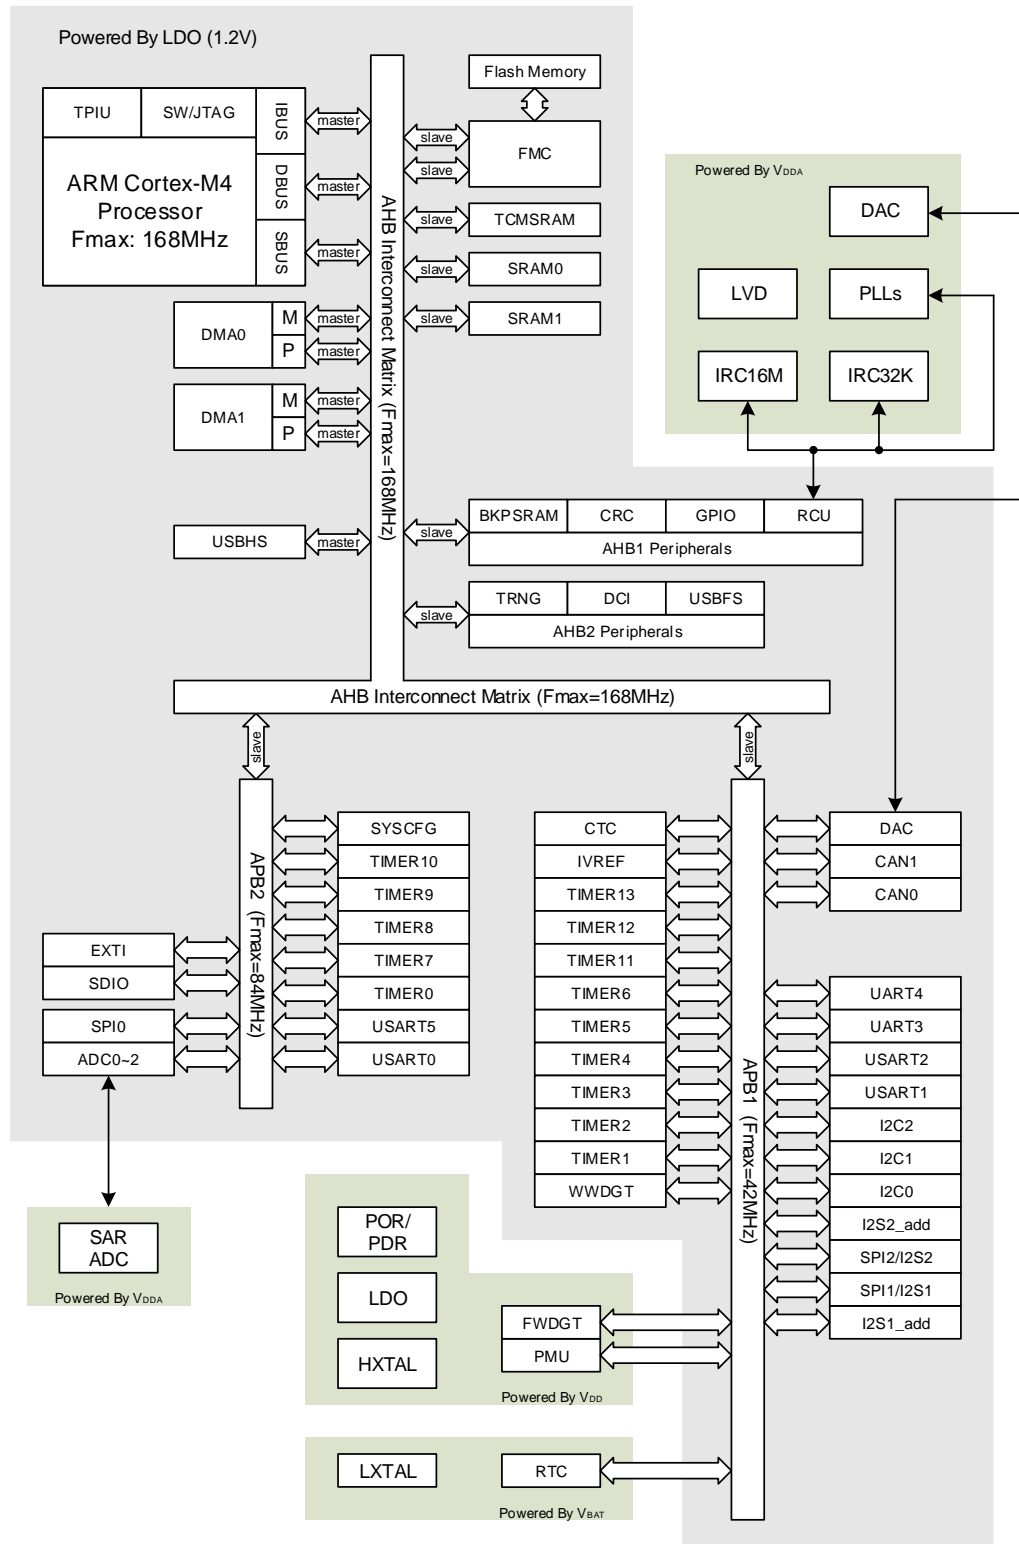 Powered By LDO (1.2V)
TPIU
SW/JTAG
IBUS
DBUS
SBUS
ARM Cortex-M4
Processor
Fmax: 168MHz
master
master
master
DMA0
M
P
master
master
DMA1
M
P
master
master
USBHS
master
AHB Interconnect Matrix (Fmax=168MHz)
Flash Memory
slave
slave
FMC
slave
TCMSRAM
slave
SRAM0
slave
SRAM1
Powered By VDDA
DAC
LVD
PLLs
IRC16M
IRC32K
slave
BKPSRAM
CRC
GPIO
RCU
AHB1 Peripherals
slave
TRNG
DCI
USBFS
AHB2 Peripherals
AHB Interconnect Matrix (Fmax=168MHz)
slave
slave
APB2 (Fmax=84MHz)
SYSCFG
TIMER10
TIMER9
TIMER8
TIMER7
TIMER0
USART5
USART0
EXTI
SDIO
SPI0
ADC0~2
SAR
ADC
Powered By VDDA
CTC
IVREF
TIMER13
TIMER12
TIMER11
TIMER6
TIMER5
TIMER4
TIMER3
TIMER2
TIMER1
WWDGT
APB1 (Fmax=42MHz)
DAC
CAN1
CAN0
UART4
UART3
USART2
USART1
I2C2
I2C1
I2C0
I2S2_add
SPI2/I2S2
SPI1/I2S1
I2S1_add
POR/
PDR
LDO
HXTAL
FWDGT
PMU
Powered By VDD
LXTAL
RTC
Powered By VBAT